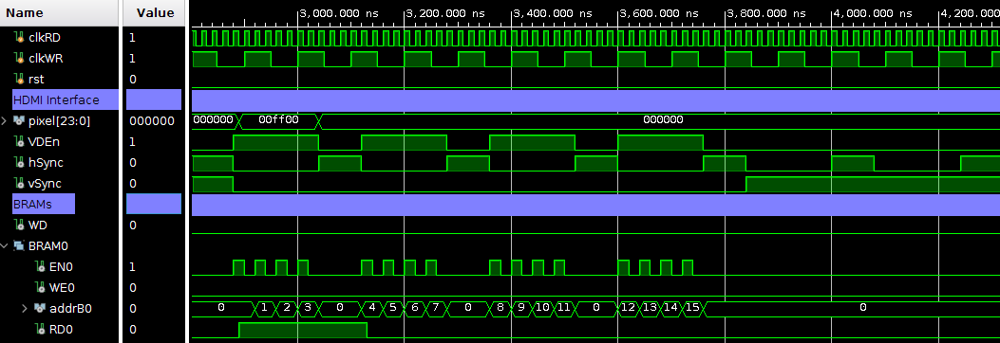 Name Value 3,000.000 ns 3,200.000 ns 3,400.000 ns 3,600.000 ns 3,800.000 ns 4,000.000 ns 4,200.000
clkRD 1
clkWR 1
rst 0
HDMI Interface
pixel[23:0] 000000 000000 00ff00 000000
VDEn 1
hSync 0
vSync 0
BRAMs
WD 0
BRAM0
EN0 1
WE0 0
addrB0 0 0 1 2 3 0 4 5 6 7 0 8 9 10 11 0 12 13 14 15 0
RD0 0